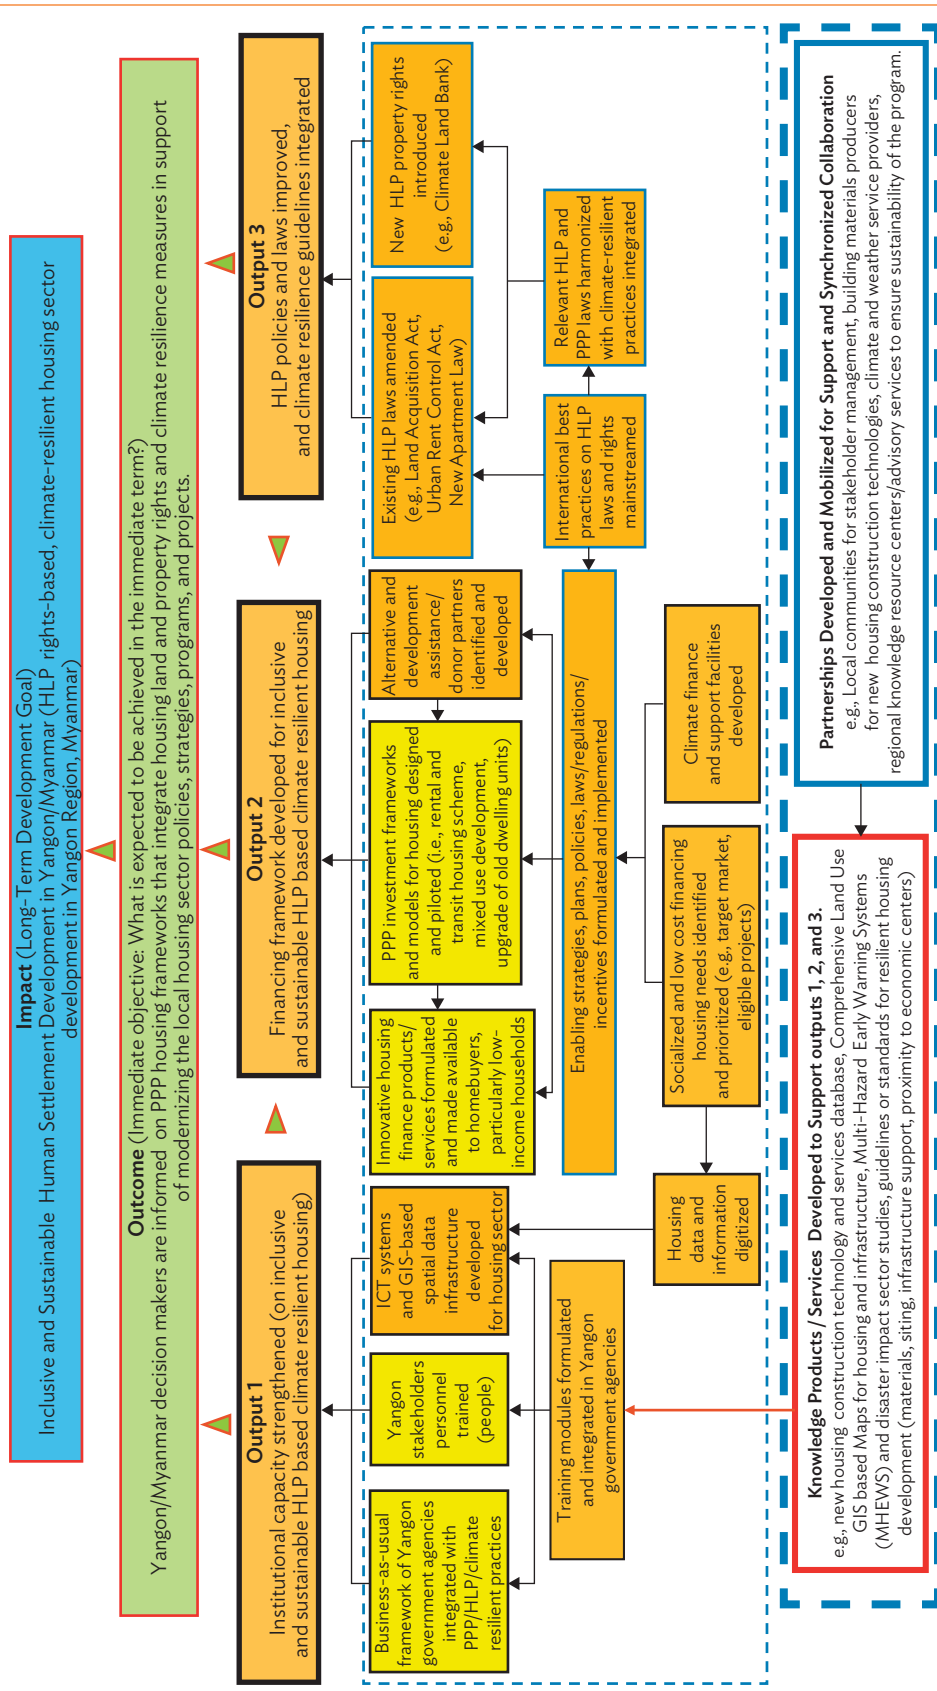 Impact (Long-Term Development Goal)
Inclusive and Sustainable Human Settlement Development in Yangon/Myanmar (HLP rights-based, climate-resilient housing sector
development in Yangon Region, Myanmar)
Outcome (Immediate objective: What is expected to be achieved in the immediate term?)
Yangon/Myanmar decision makers are informed on PPP housing frameworks that integrate housing land and property rights and climate resilience measures in support
of modernizing the local housing sector policies, strategies, programs, and projects.
Output 1
Institutional capacity strengthened (on inclusive
and sustainable HLP based climate resilient housing)
Output 2
Financing framework developed for inclusive
and sustainable HLP based climate resilient housing
Output 3
HLP policies and laws improved,
and climate resilience guidelines integrated
Business-as-usual
framework of Yangon
government agencies
integrated with
PPP/HLP/climate
resilient practices
Yangon
stakeholders
personnel
trained
(people)
ICT systems
and GIS-based
spatial data
infrastructure
developed
for housing sector
Innovative housing
finance products/
services formulated
and made available
to homebuyers,
particularly low-
income households
PPP investment frameworks
and models for housing designed
and piloted (i.e., rental and
transit housing scheme,
mixed use development,
upgrade of old dwelling units)
Alternative and
development
assistance/
donor partners
identified and
developed
Existing HLP laws amended
(e.g., Land Acquisition Act,
Urban Rent Control Act,
New Apartment Law)
New HLP property rights
introduced
(e.g., Climate Land Bank)
Training modules formulated
and integrated in Yangon
government agencies
Enabling strategies, plans, policies, laws/regulations/
incentives formulated and implemented
International best
practices on HLP
laws and rights
mainstreamed
Relevant HLP and
PPP laws harmonized
with climate-resilient
practices integrated
Housing
data and
information
digitized
Socialized and low cost financing
housing needs identified
and prioritized (e.g., target market,
eligible projects)
Climate finance
and support facilities
developed
Knowledge Products / Services Developed to Support outputs 1, 2, and 3.
e.g., new housing construction technology and services database, Comprehensive Land Use
GIS based Maps for housing and infrastructure, Multi-Hazard Early Warning Systems
(MHEWS) and disaster impact sector studies, guidelines or standards for resilient housing
development (materials, siting, infrastructure support, proximity to economic centers)
Partnerships Developed and Mobilized for Support and Synchronized Collaboration
e.g., Local communities for stakeholder management, building materials producers
for new housing construction technologies, climate and weather service providers,
regional knowledge resource centers/advisory services to ensure sustainability of the program.